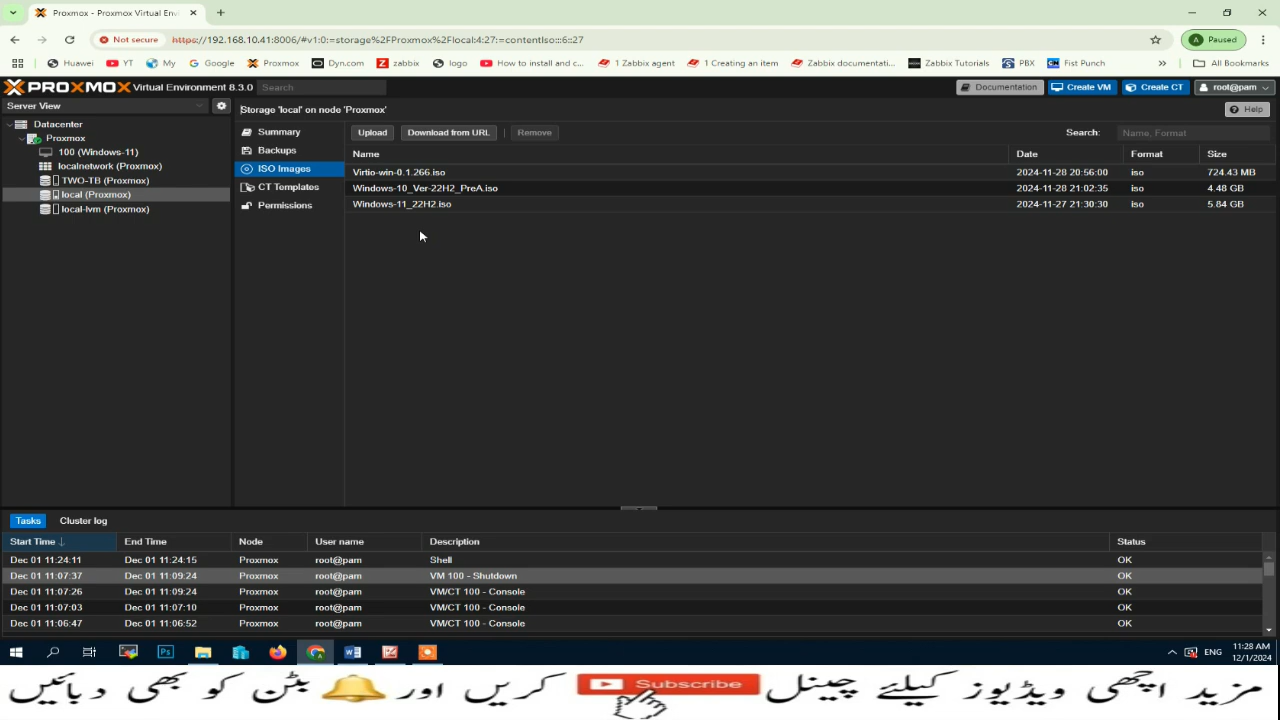 Proxmox - Proxmox Virtual Envi
Not secure https://192.168.10.41:8006/#v1:0:=storage%2FProxmox%2Flocal:4:27:=contentIso:::6::27
A Paused
Huawei YT My Google Proxmox Dyn.com zabbix logo How to install and c... 1 Zabbix agent 1 Creating an item Zabbix documentati... Zabbix Tutorials PBX Fist Punch » All Bookmarks
PROXMOX Virtual Environment 8.3.0 Search Documentation Create VM Create CT root@pam
Server View Storage 'local' on node 'Proxmox' Help
Datacenter
Proxmox
100 (Windows-11)
localnetwork (Proxmox)
TWO-TB (Proxmox)
local (Proxmox)
local-lvm (Proxmox)
Summary
Backups
ISO Images
CT Templates
Permissions
Upload Download from URL Remove Search: Name, Format
Name Date Format Size
Virtio-win-0.1.266.iso 2024-11-28 20:56:00 iso 724.43 MB
Windows-10_Ver-22H2_PreA.iso 2024-11-28 21:02:35 iso 4.48 GB
Windows-11_22H2.iso 2024-11-27 21:30:30 iso 5.84 GB
Tasks Cluster log
Start Time ↓ End Time Node User name Description Status
Dec 01 11:24:11 Dec 01 11:24:15 Proxmox root@pam Shell OK
Dec 01 11:07:37 Dec 01 11:09:24 Proxmox root@pam VM 100 - Shutdown OK
Dec 01 11:07:26 Dec 01 11:09:24 Proxmox root@pam VM/CT 100 - Console OK
Dec 01 11:07:03 Dec 01 11:07:10 Proxmox root@pam VM/CT 100 - Console OK
Dec 01 11:06:47 Dec 01 11:06:52 Proxmox root@pam VM/CT 100 - Console OK
Ps W ENG 11:28 AM
12/1/2024
مزید اچھی ویڈیوز کیلئے چینل Subscribe کریں اور بٹن کو بھی دبائیں